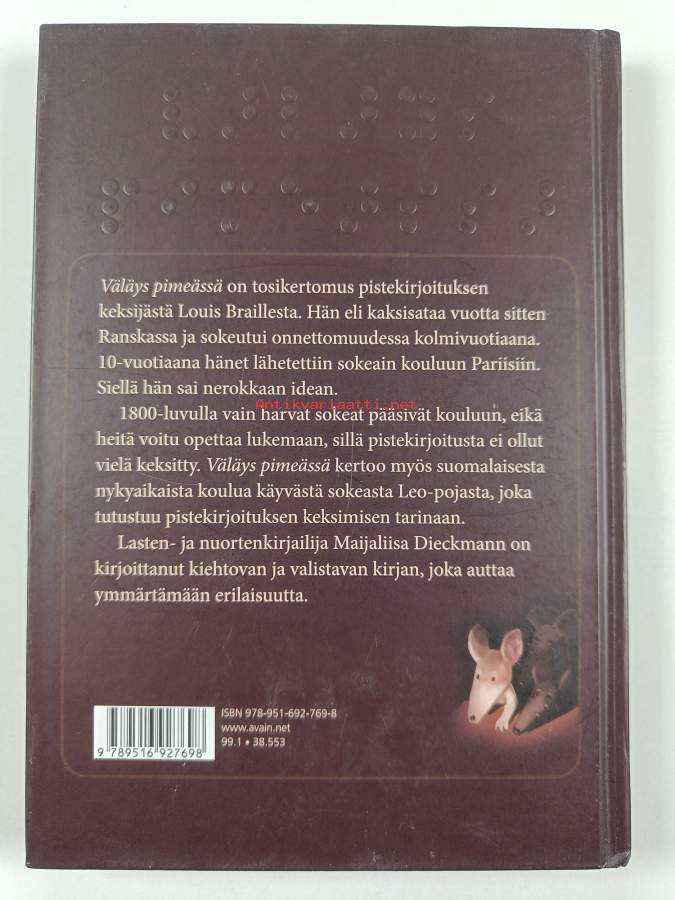 Väläys pimeässä on tosikertomus pistekirjoituksen
keksijästä Louis Braillesta. Hän eli kaksisataa vuotta sitten
Ranskassa ja sokeutui onnettomuudessa kolmivuotiaana.
10-vuotiaana hänet lähetettiin sokeain kouluun Pariisiin.
Siellä hän sai nerokkaan idean.
Antikvariaatti.net
1800-luvulla vain harvat sokeat pääsivät kouluun, eikä
heitä voitu opettaa lukemaan, sillä pistekirjoitusta ei ollut
vielä keksitty. Väläys pimeässä kertoo myös suomalaisesta
nykyaikaista koulua käyvästä sokeasta Leo-pojasta, joka
tutustuu pistekirjoituksen keksimisen tarinaan.
Lasten- ja nuortenkirjailija Maijaliisa Dieckmann on
kirjoittanut kiehtovan ja valistavan kirjan, joka auttaa
ymmärtämään erilaisuutta.
ISBN 978-951-692-769-8
www.avain.net
99.1 • 38.553
9 789516 927698